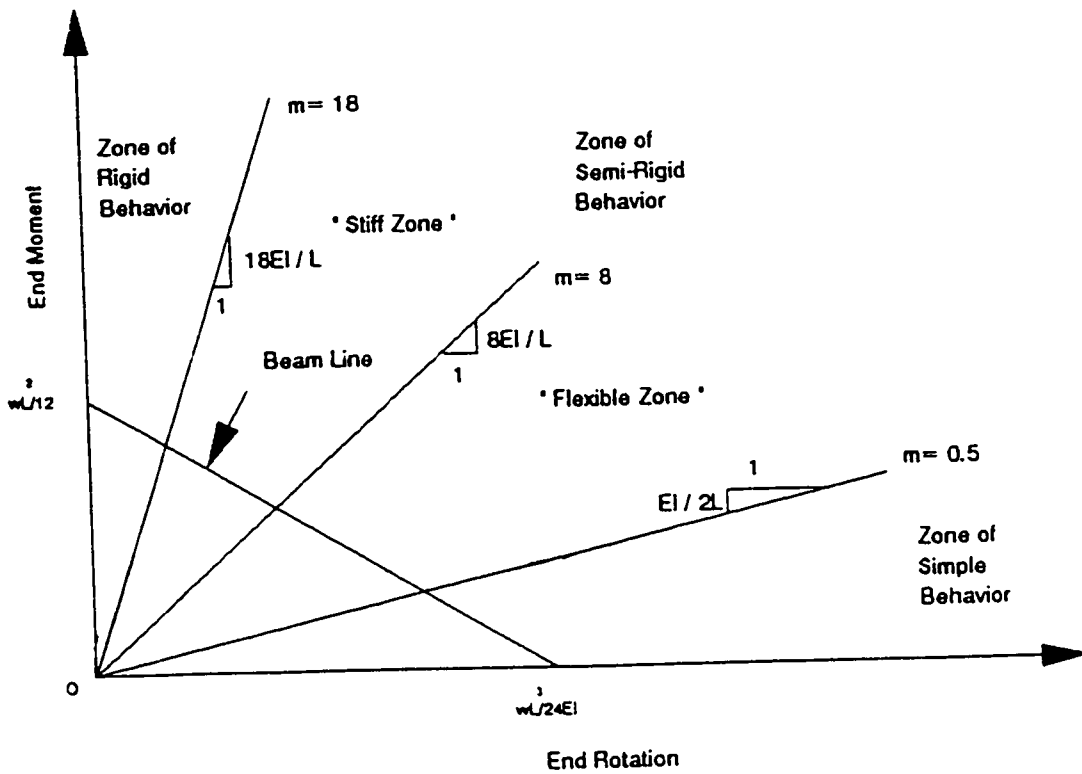 m= 18
Zone of
Rigid
Behavior
Zone of
Semi-Rigid
Behavior
" Stiff Zone "
End Moment
18EI / L
1
m= 8
8EI / L
1
Beam Line
" Flexible Zone "
wL²/12
1
m= 0.5
EI / 2L
Zone of
Simple
Behavior
O
wL³/24EI
End Rotation